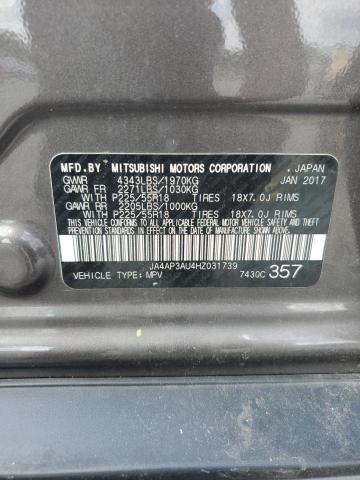 MFD.BY MITSUBISHI MOTORS CORPORATION , JAPAN
GVWR 4343LBS/1970KG JAN 2017
GAWR FR 2271LBS/1030KG
WITH P225/55R18 TIRES 18X7.0J RIMS
GAWR RR 2205LBS/1000KG
WITH P225/55R18 TIRES 18X7.0J RIMS
THIS VEHICLE CONFORMS TO ALL APPLICABLE
FEDERAL MOTOR VEHICLE SAFETY AND THEFT
PREVENTION STANDARDS IN EFFECT ON THE DATE
OF MANUFACTURE SHOWN ABOVE.
JA4AP3AU4HZ031739
VEHICLE TYPE: MPV 7430C 357